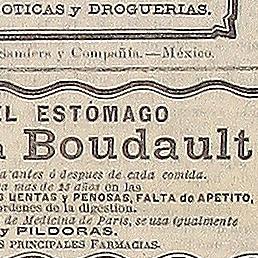 OTICAS y DROGUERIAS.
sanders y Compañía.—México.
EL ESTÓMAGO
Boudault
antes ó despues de cada comida.
mas de 25 años en las
LENTAS y PENOSAS, FALTA de APETITO,
órdenes de la digestion.
de Medicina de Paris, se usa igualmente
y PILDORAS.
PRINCIPALES FARMACIAS.